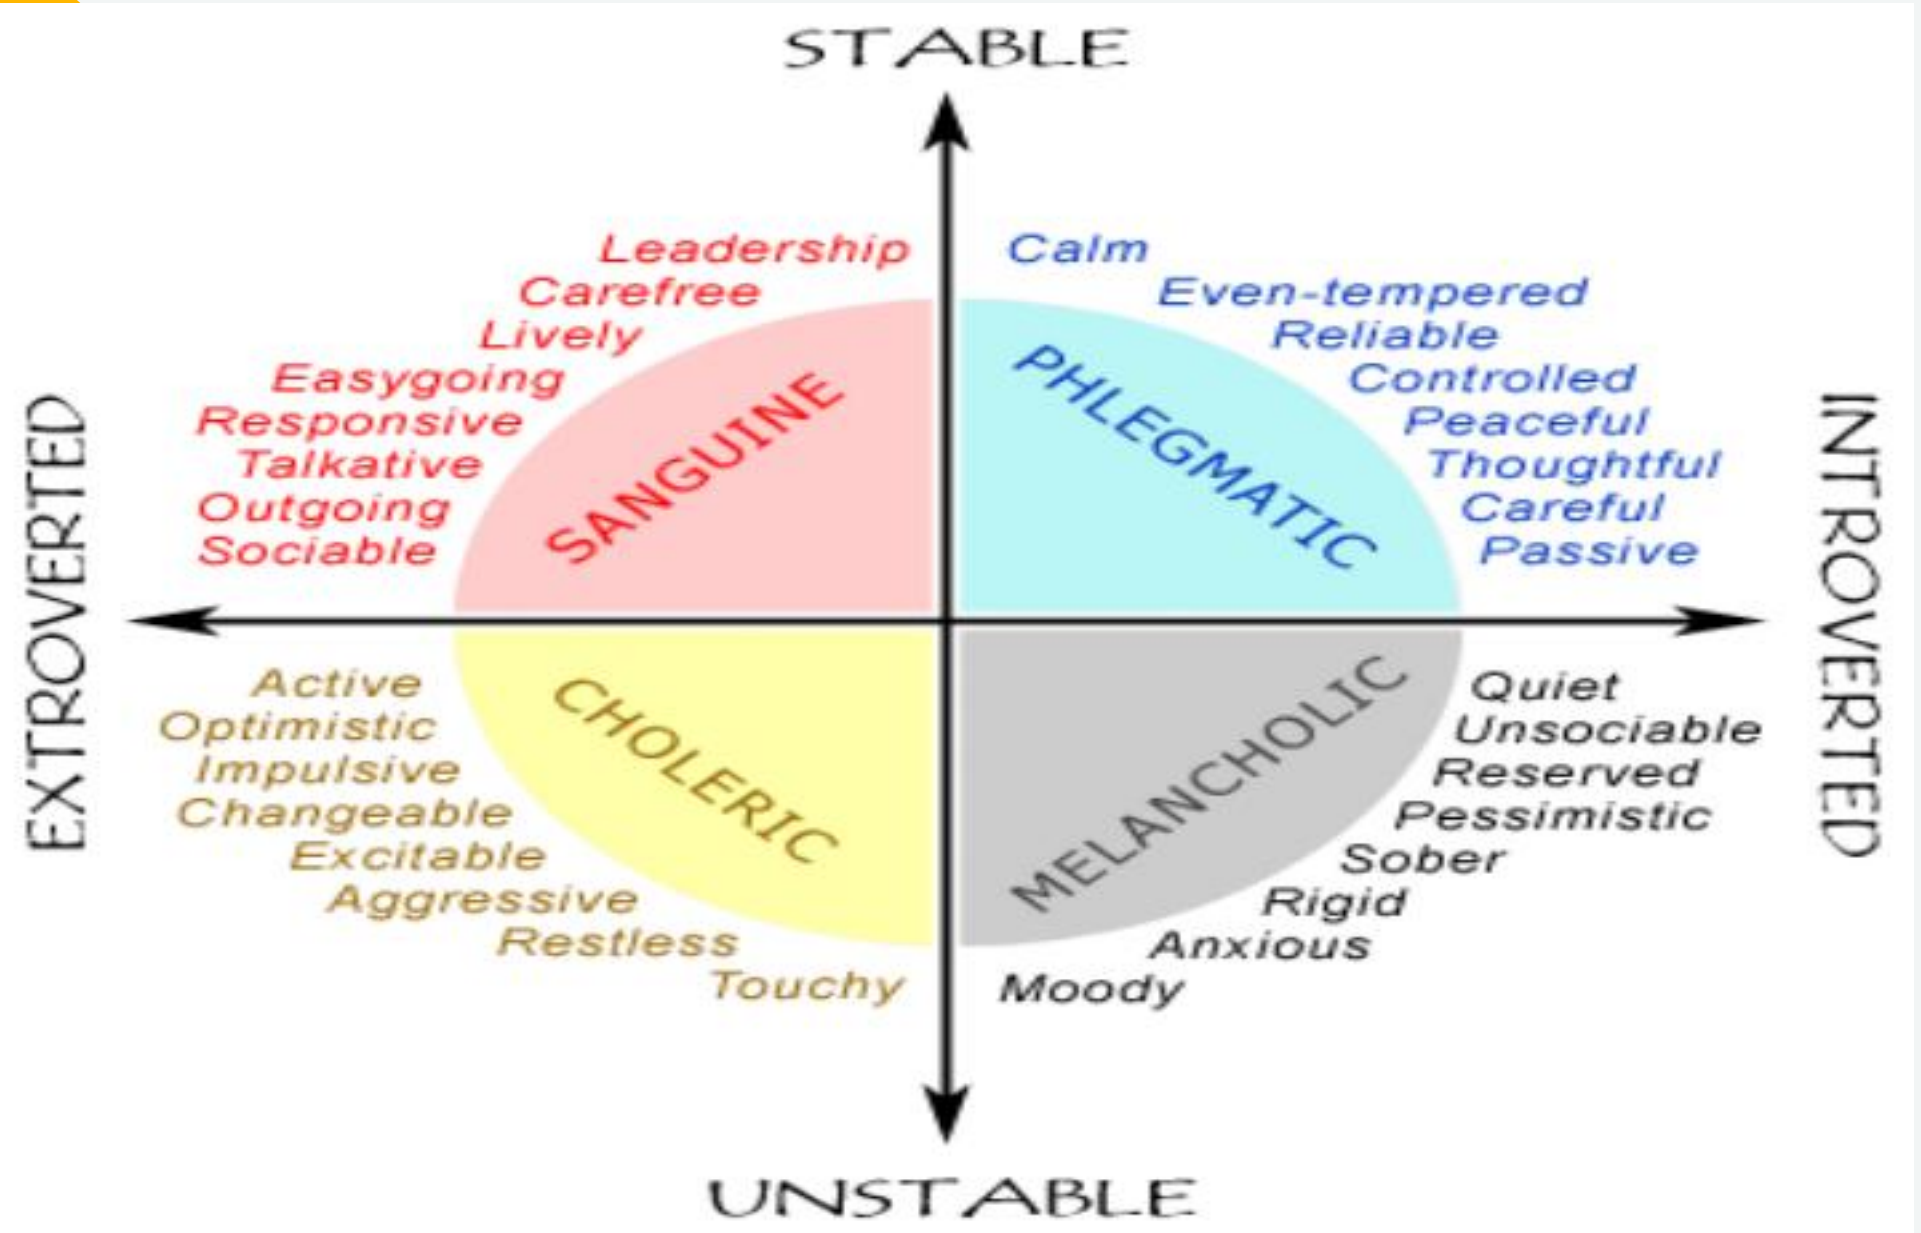 STABLE
Leadership
Carefree
Lively
Easygoing
Responsive
Talkative
Outgoing
Sociable
SANGUINE
Calm
Even-tempered
Reliable
Controlled
Peaceful
Thoughtful
Careful
Passive
PHLEGMATIC
EXTROVERTED
INTROVERTED
Active
Optimistic
Impulsive
Changeable
Excitable
Aggressive
Restless
Touchy
CHOLERIC
Quiet
Unsociable
Reserved
Pessimistic
Sober
Rigid
Anxious
Moody
MELANCHOLIC
UNSTABLE